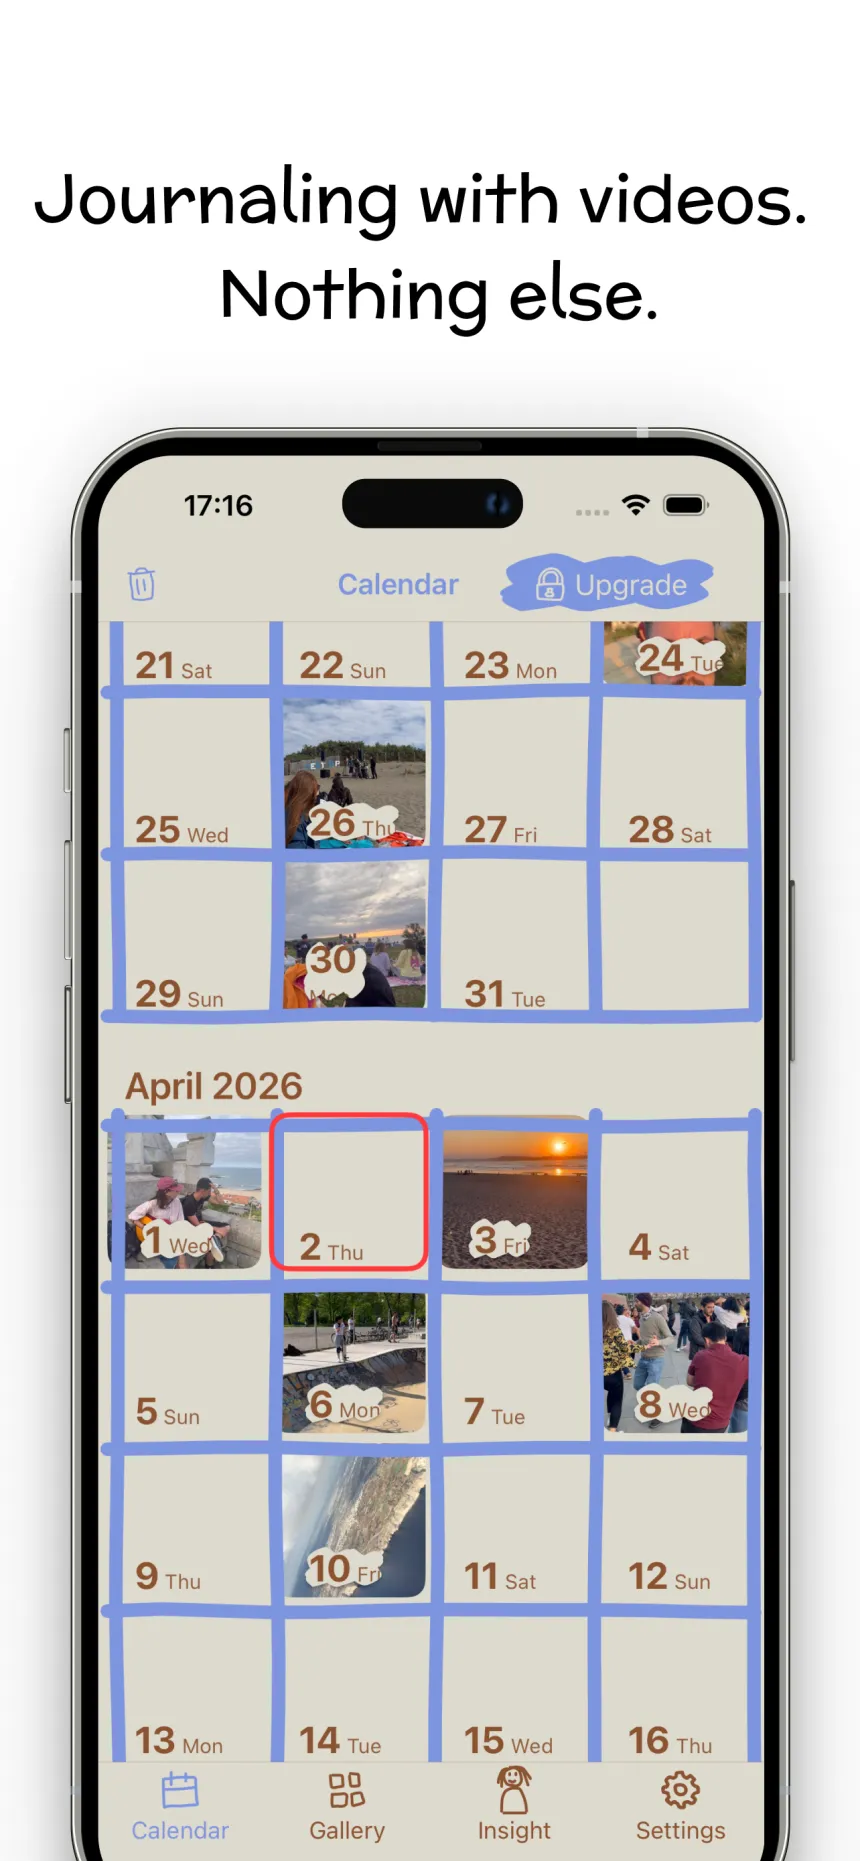 Journaling with videos.
Nothing else.
17:16
Calendar
Upgrade
21 Sat
22 Sun
23 Mon
24 Tue
25 Wed
26 Thu
27 Fri
28 Sat
29 Sun
30
31 Tue
April 2026
1 Wed
2 Thu
3 Fri
4 Sat
5 Sun
6 Mon
7 Tue
8 Wed
9 Thu
10 Fri
11 Sat
12 Sun
13 Mon
14 Tue
15 Wed
16 Thu
Calendar
Gallery
Insight
Settings